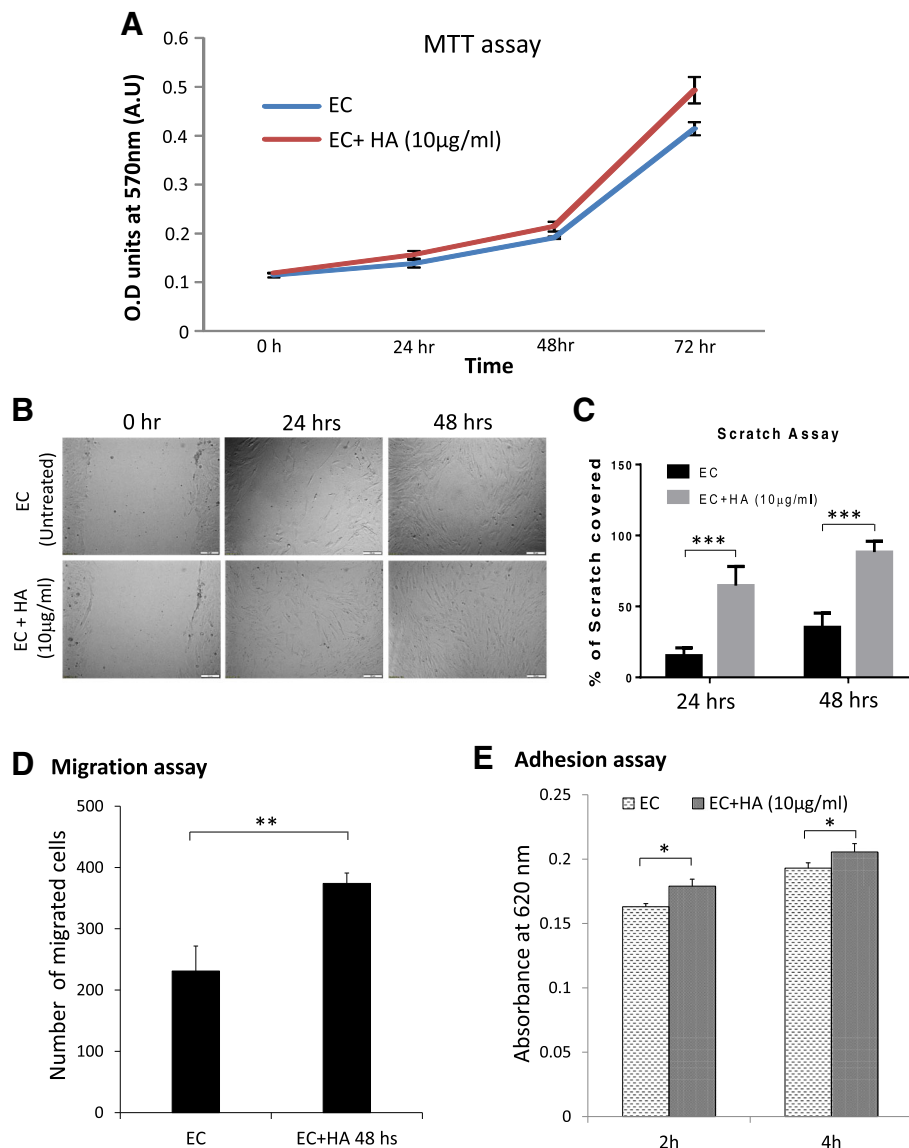 A
MTT assay
0.6
0.5
0.4
0.3
0.2
0.1
0
O.D units at 570nm (A.U)
EC
EC+ HA (10µg/ml)
0 h
24 hr
48hr
72 hr
Time
B
0 hr
24 hrs
48 hrs
EC
(Untreated)
EC + HA
(10µg/ml)
C
Scratch Assay
150
100
50
0
% of Scratch covered
EC
EC+HA (10µg/ml)
***
***
24 hrs
48 hrs
D
Migration assay
500
400
300
200
100
0
Number of migrated cells
**
EC
EC+HA 48 hs
E
Adhesion assay
0.25
0.2
0.15
0.1
0.05
0
Absorbance at 620 nm
EC
EC+HA (10µg/ml)
*
*
2h
4h